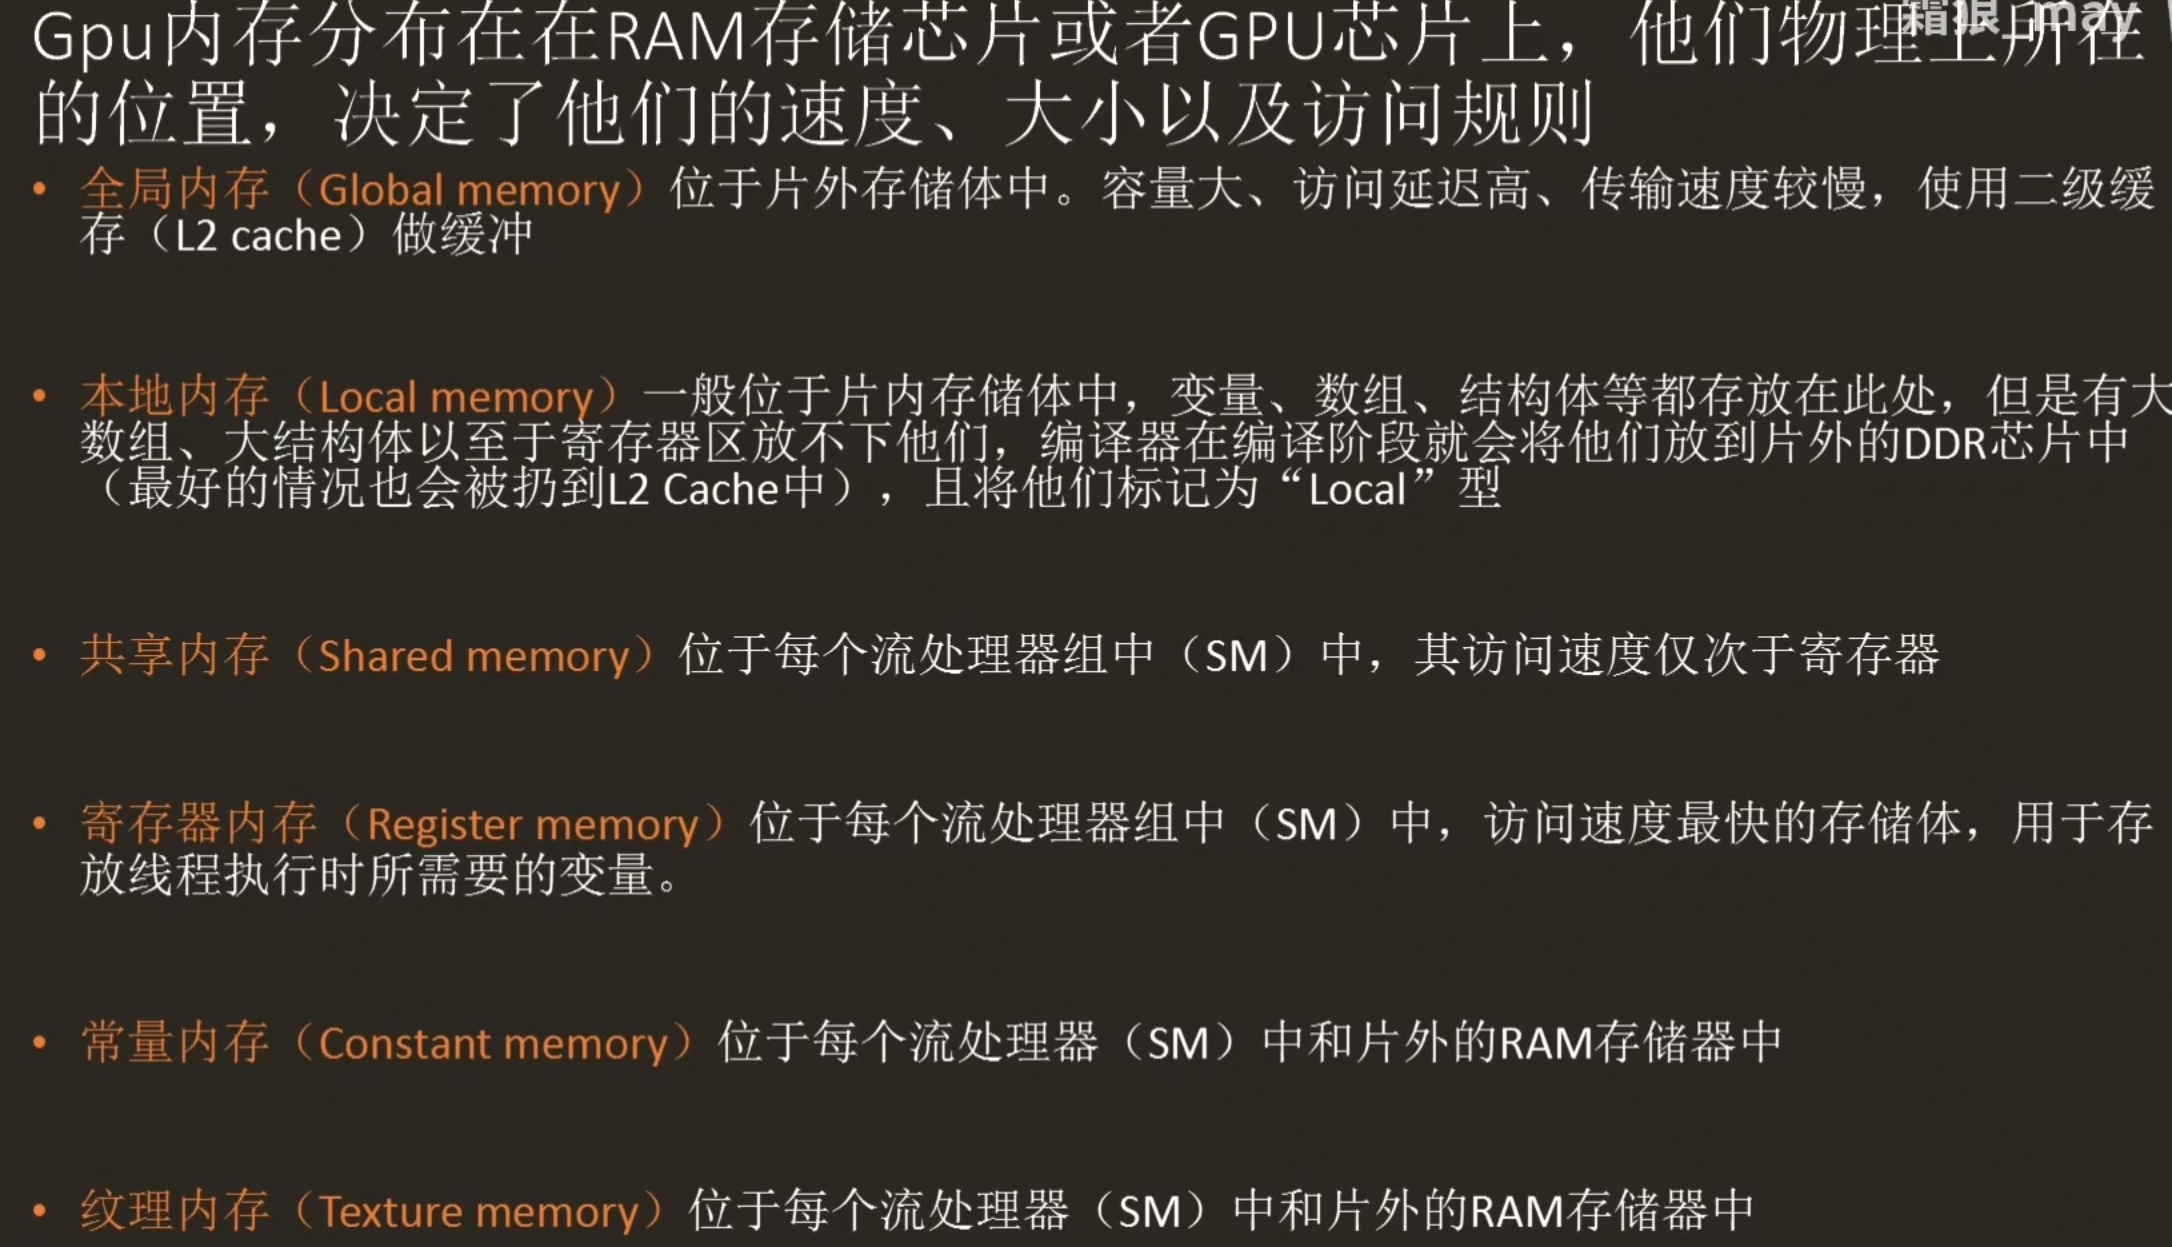 Gpu内存分布在在RAM存储芯片或者GPU芯片上，他们物理上所在
的位置，决定了他们的速度、大小以及访问规则
• 全局内存（Global memory）位于片外存储体中。容量大、访问延迟高、传输速度较慢，使用二级缓
存（L2 cache）做缓冲
• 本地内存（Local memory）一般位于片内存储体中，变量、数组、结构体等都存放在此处，但是有大
数组、大结构体以至于寄存器区放不下他们，编译器在编译阶段就会将他们放到片外的DDR芯片中
（最好的情况也会被扔到L2 Cache中），且将他们标记为“Local”型
• 共享内存（Shared memory）位于每个流处理器组中（SM）中，其访问速度仅次于寄存器
• 寄存器内存（Register memory）位于每个流处理器组中（SM）中，访问速度最快的存储体，用于存
放线程执行时所需要的变量。
• 常量内存（Constant memory）位于每个流处理器（SM）中和片外的RAM存储器中
• 纹理内存（Texture memory）位于每个流处理器（SM）中和片外的RAM存储器中